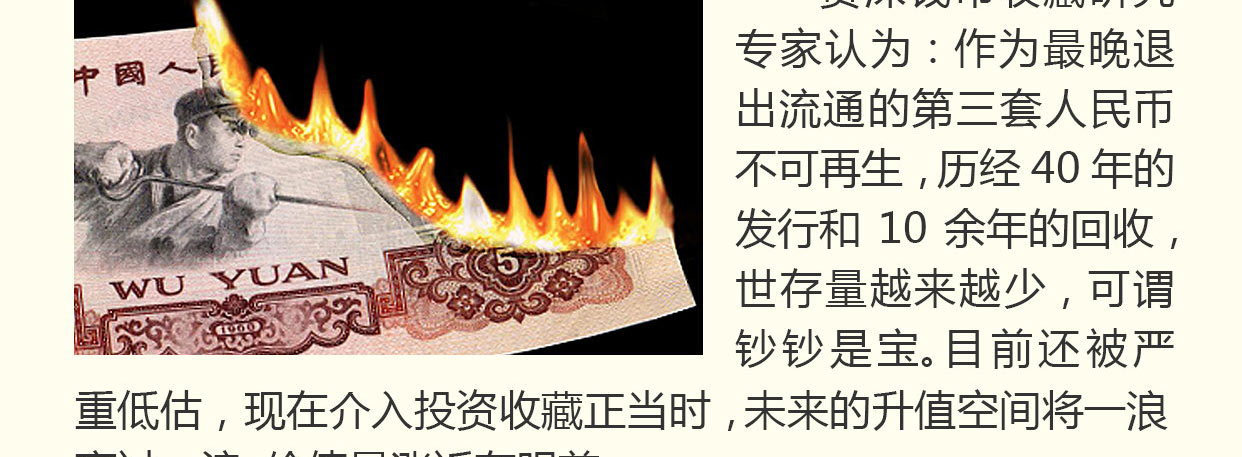 中國人
WU YUAN
5
1960
专家认为：作为最晚退
出流通的第三套人民币
不可再生，历经 40 年的
发行和 10 余年的回收，
世存量越来越少，可谓
钞钞是宝。目前还被严
重低估，现在介入投资收藏正当时，未来的升值空间将一浪